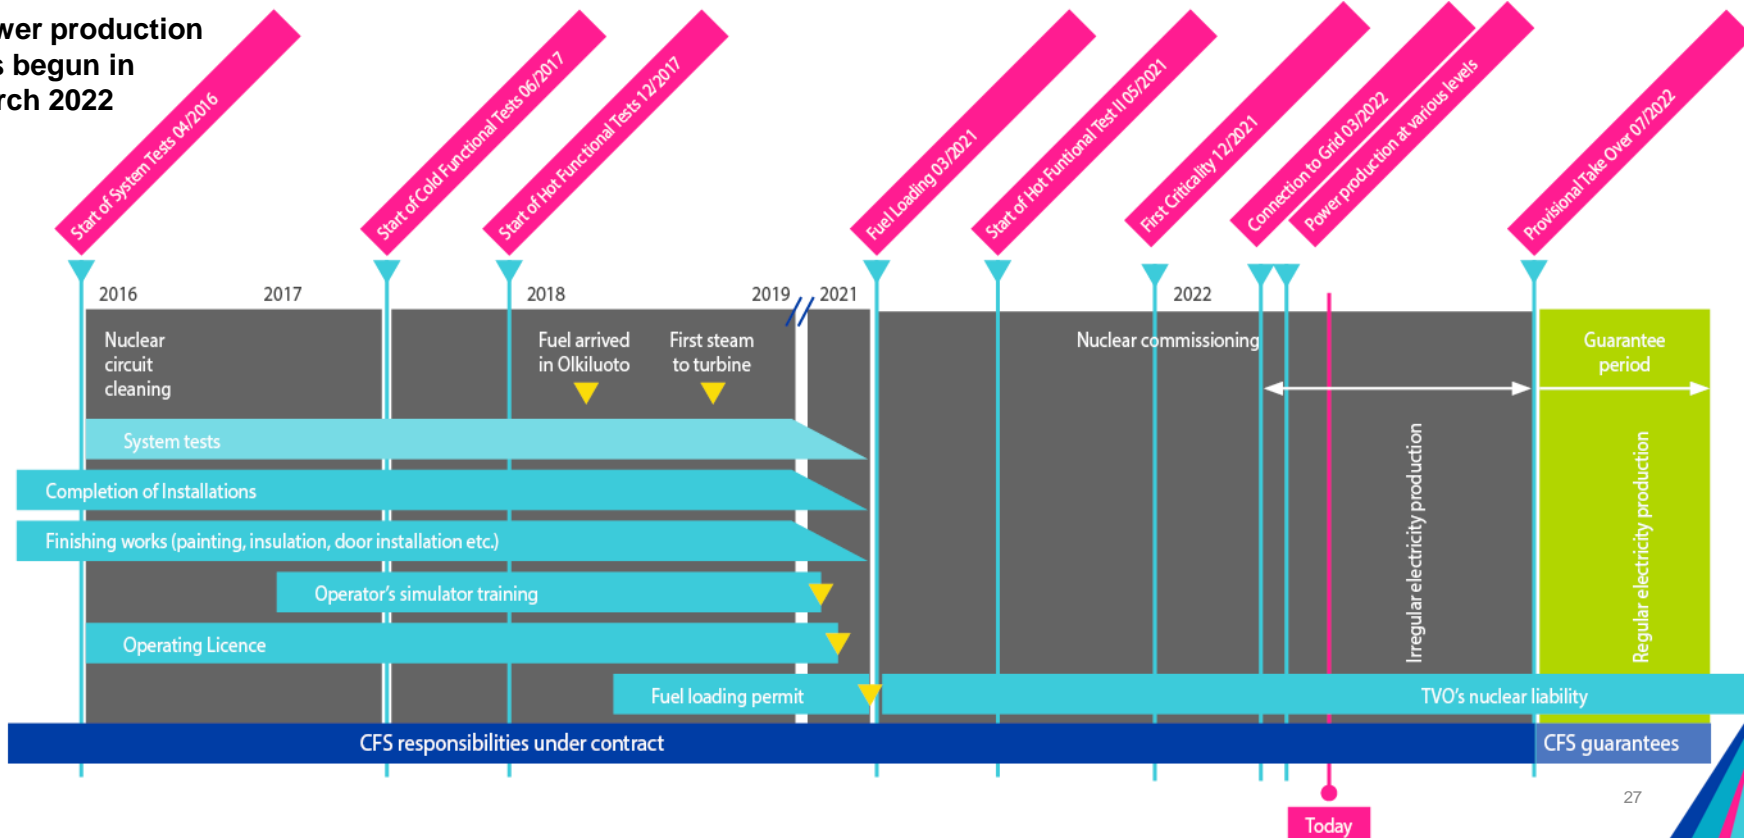 wer production
s begun in
rch 2022
Start of System Tests 04/2016
Start of Cold Functional Tests 06/2017
Start of Hot Functional Tests 12/2017
Fuel Loading 03/2021
Start of Hot Funtional Test II 05/2021
First Criticality 12/2021
Connection to Grid 03/2022
Power production at various levels
Provisional Take Over 07/2022
2016
2017
2018
2019
2021
2022
Nuclear
circuit
cleaning
Fuel arrived
in Olkiluoto
First steam
to turbine
Nuclear commissioning
Guarantee
period
System tests
Completion of Installations
Finishing works (painting, insulation, door installation etc.)
Operator's simulator training
Operating Licence
Fuel loading permit
Irregular electricity production
Regular electricity production
TVO's nuclear liability
CFS responsibilities under contract
CFS guarantees
27
Today